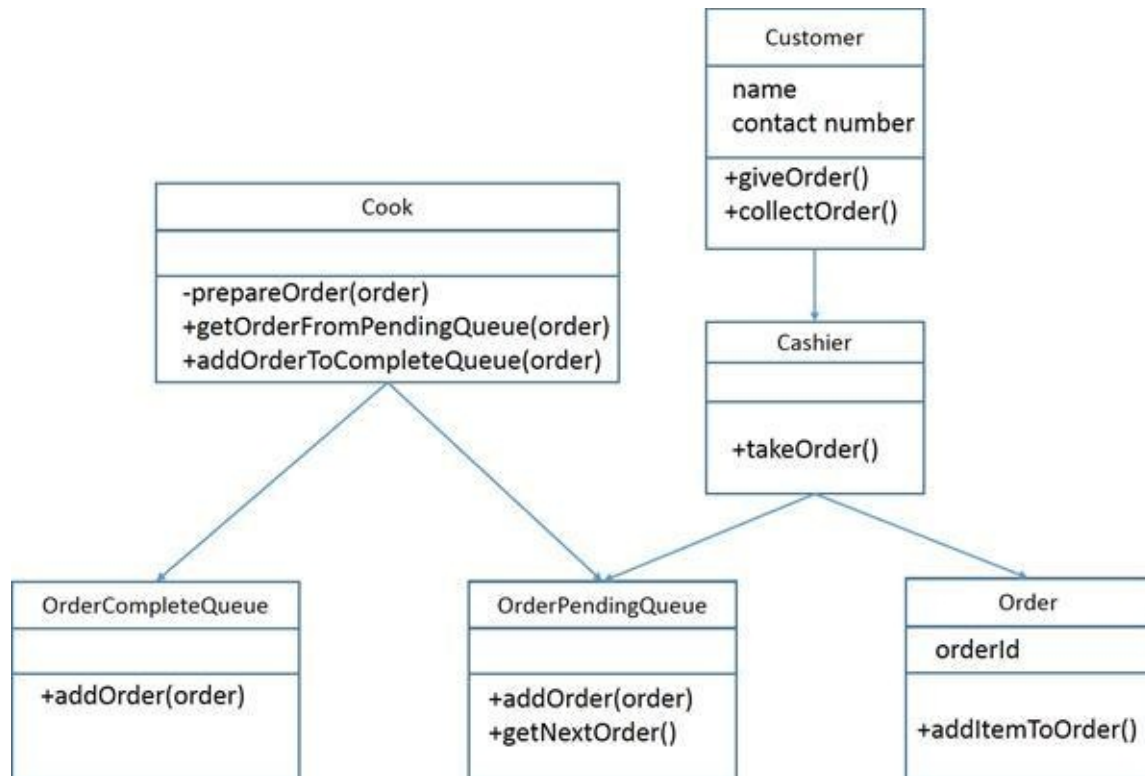 Customer
name
contact number
+giveOrder()
+collectOrder()
Cook
-prepareOrder(order)
+getOrderFromPendingQueue(order)
+addOrderToCompleteQueue(order)
Cashier
+takeOrder()
OrderCompleteQueue
+addOrder(order)
OrderPendingQueue
+addOrder(order)
+getNextOrder()
Order
orderId
+addItemToOrder()